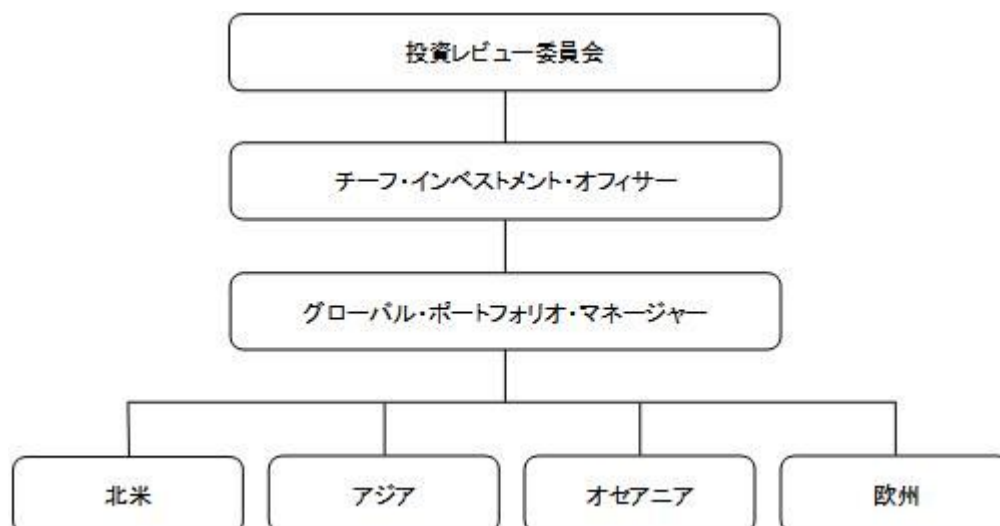 投資レビュー委員会
チーフ・インベストメント・オフィサー
グローバル・ポートフォリオ・マネージャー
北米
アジア
オセアニア
欧州